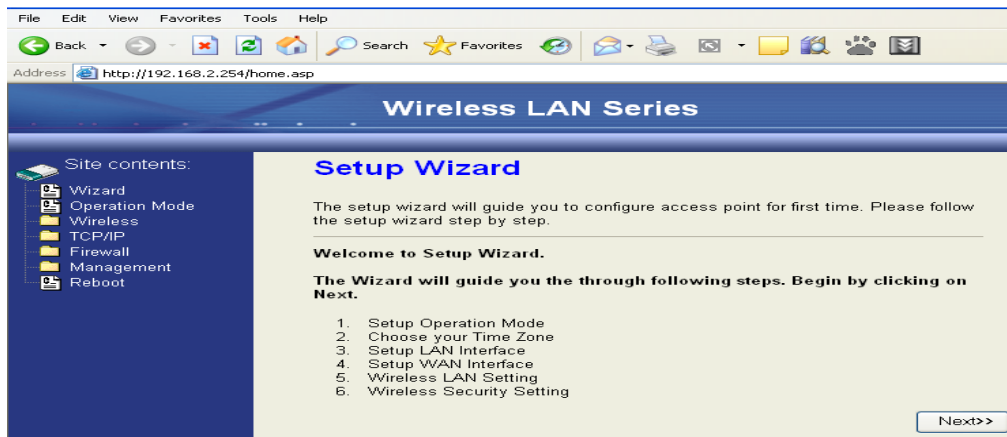 File Edit View Favorites Tools Help
Back Search Favorites
Address http://192.168.2.254/home.asp
Wireless LAN Series
Site contents:
Wizard
Operation Mode
Wireless
TCP/IP
Firewall
Management
Reboot
Setup Wizard
The setup wizard will guide you to configure access point for first time. Please follow
the setup wizard step by step.
Welcome to Setup Wizard.
The Wizard will guide you the through following steps. Begin by clicking on
Next.
1. Setup Operation Mode
2. Choose your Time Zone
3. Setup LAN Interface
4. Setup WAN Interface
5. Wireless LAN Setting
6. Wireless Security Setting
Next>>